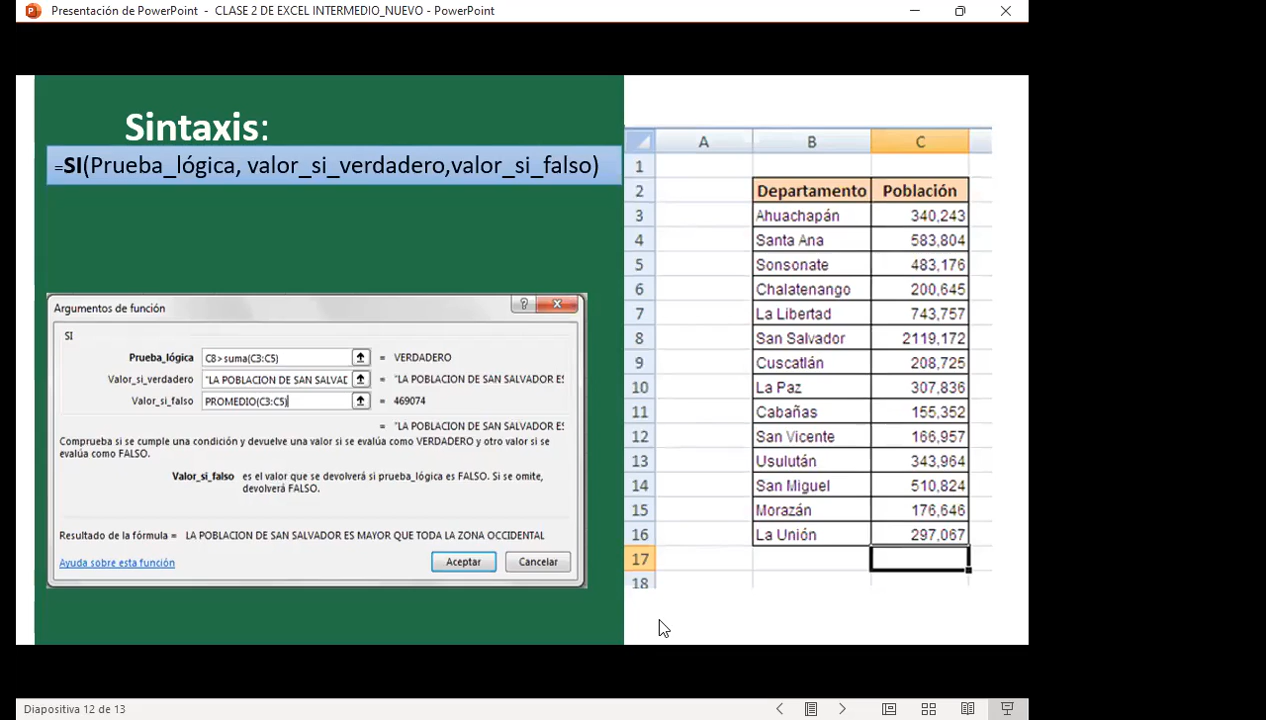 Presentación de PowerPoint - CLASE 2 DE EXCEL INTERMEDIO_NUEVO - PowerPoint
Sintaxis:
=SI(Prueba_lógica, valor_si_verdadero,valor_si_falso)
Argumentos de función
SI
Prueba_lógica C8>suma(C3:C5) = VERDADERO
Valor_si_verdadero "LA POBLACION DE SAN SALVAD = "LA POBLACION DE SAN SALVADOR ES
Valor_si_falso PROMEDIO(C3:C5) = 469074
= "LA POBLACION DE SAN SALVADOR ES
Comprueba si se cumple una condición y devuelve una valor si se evalúa como VERDADERO y otro valor si se
evalúa como FALSO.
Valor_si_falso es el valor que se devolverá si prueba_lógica es FALSO. Si se omite,
devolverá FALSO.
Resultado de la fórmula = LA POBLACION DE SAN SALVADOR ES MAYOR QUE TODA LA ZONA OCCIDENTAL
Ayuda sobre esta función Aceptar Cancelar
A B C
1
2 Departamento Población
3 Ahuachapán 340,243
4 Santa Ana 583,804
5 Sonsonate 483,176
6 Chalatenango 200,645
7 La Libertad 743,757
8 San Salvador 2119,172
9 Cuscatlán 208,725
10 La Paz 307,836
11 Cabañas 155,352
12 San Vicente 166,957
13 Usulután 343,964
14 San Miguel 510,824
15 Morazán 176,646
16 La Unión 297,067
17
18
Diapositiva 12 de 13